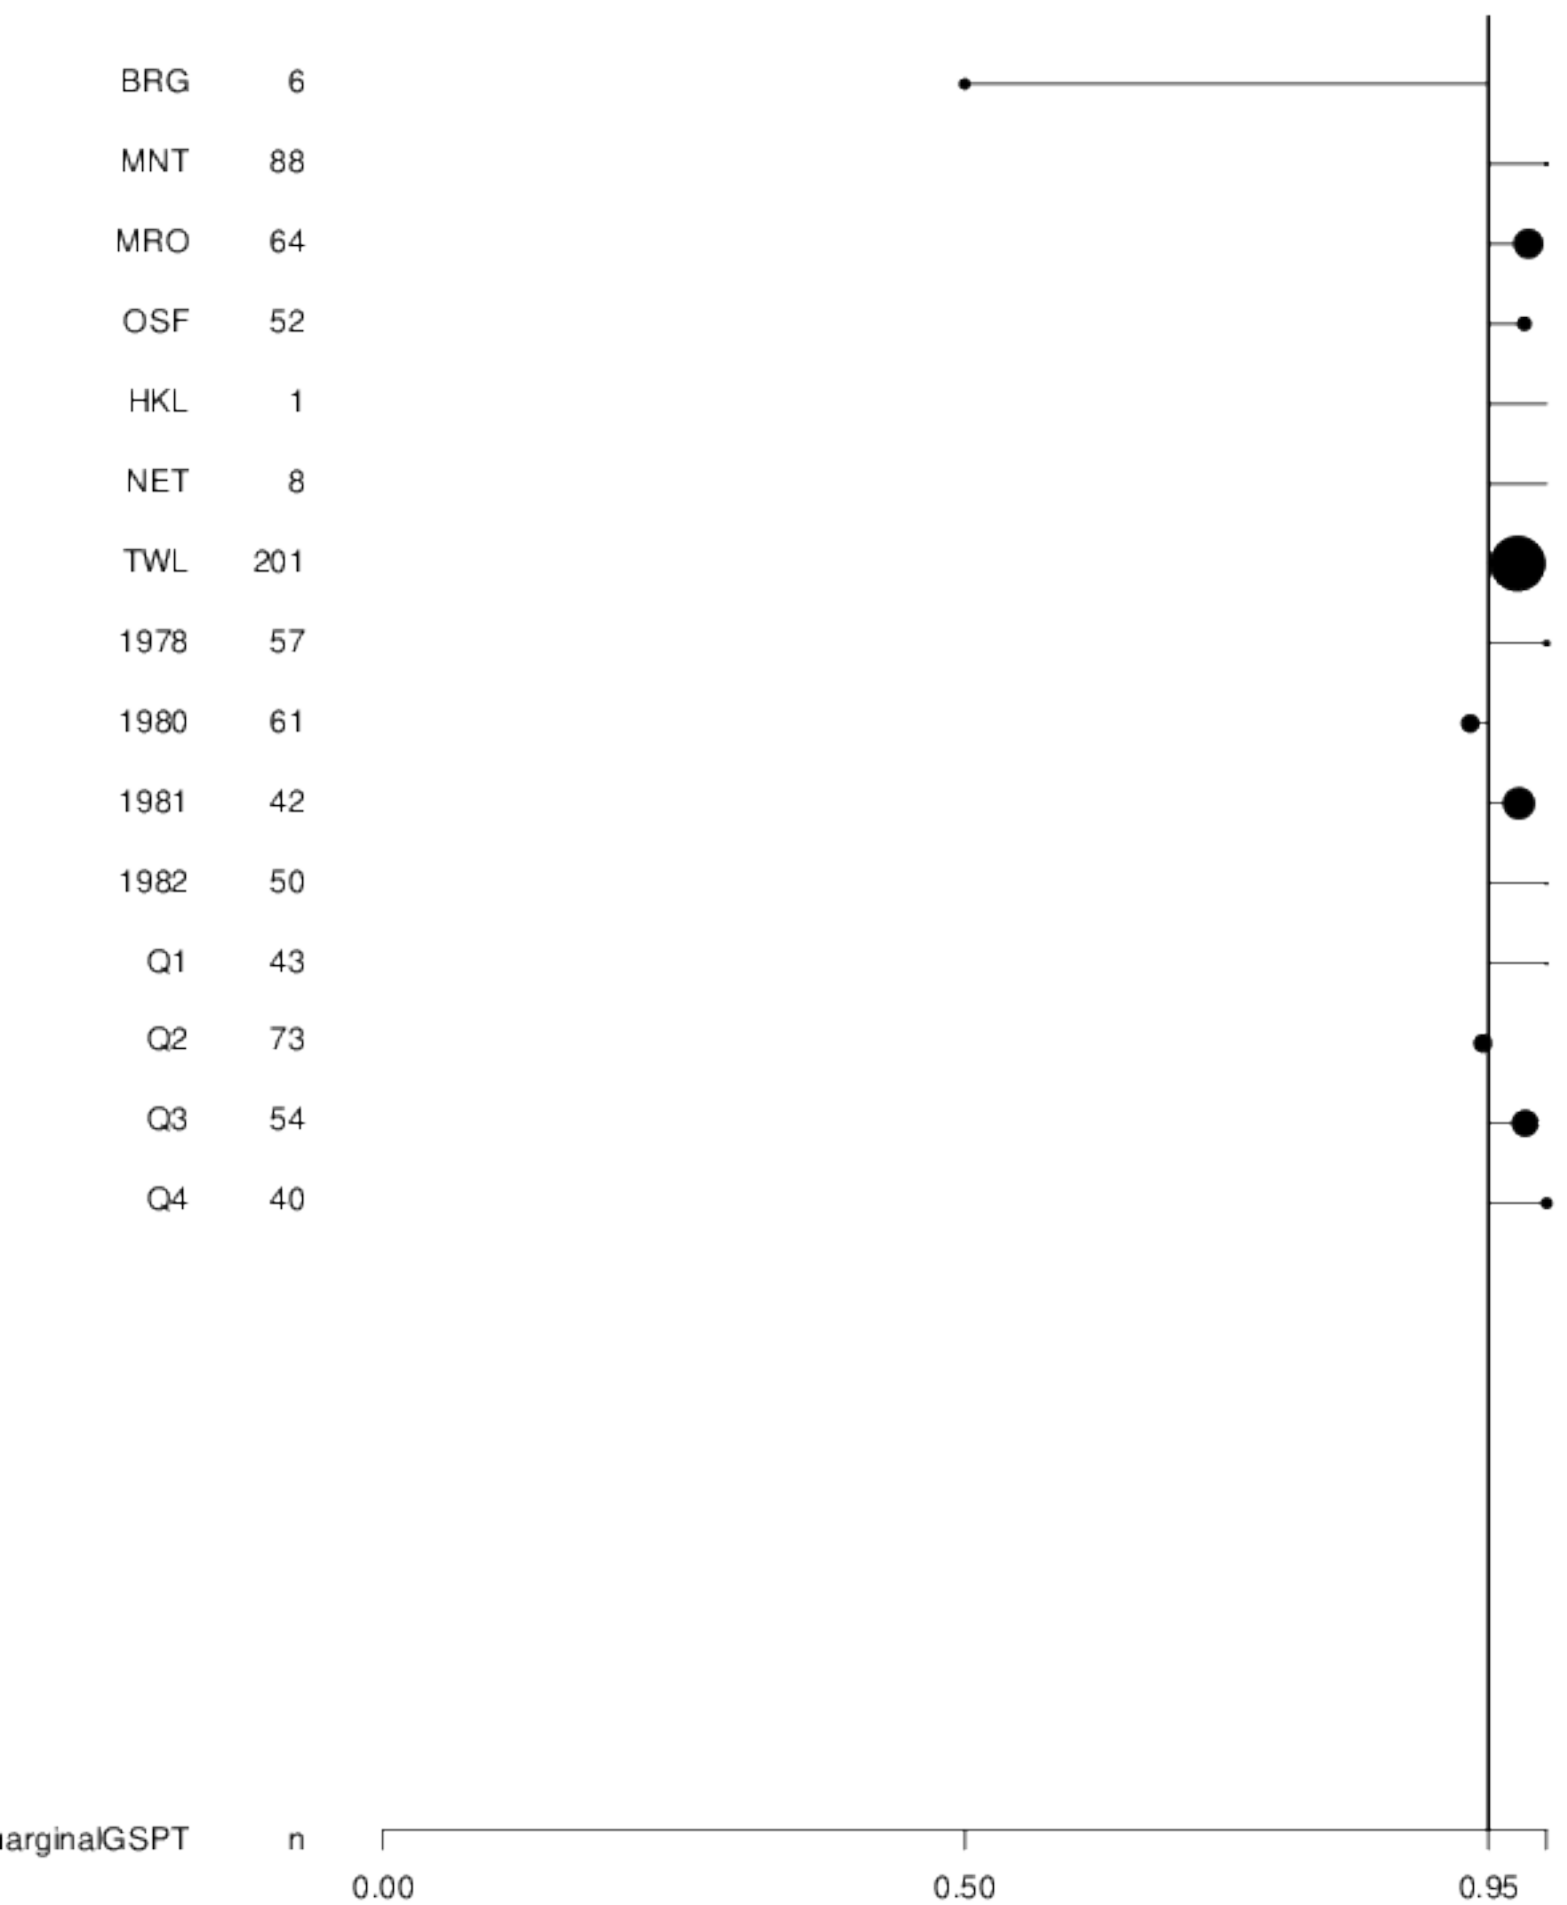 BRG 6
MNT 88
MRO 64
OSF 52
HKL 1
NET 8
TWL 201
1978 57
1980 61
1981 42
1982 50
Q1 43
Q2 73
Q3 54
Q4 40
arginalGSPT n
0.00 0.50 0.95